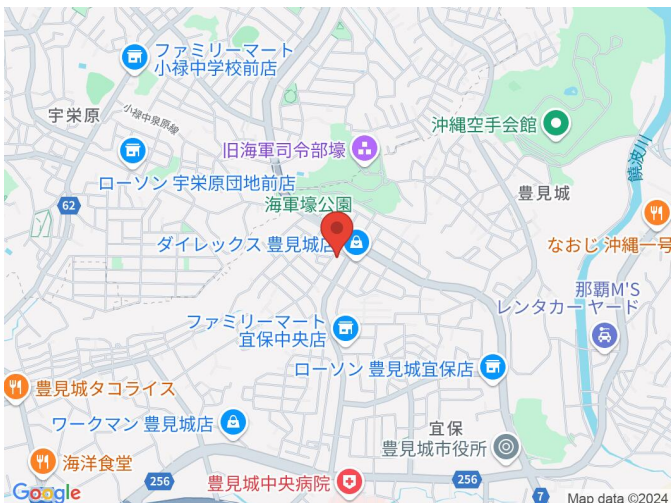 ファミリーマート
小禄中学校前店
宇栄原
小禄中泉原線
旧海軍司令部壕
沖縄空手会館
饒波川
ローソン 宇栄原団地前店
62
豊見城
海軍壕公園
ダイレックス 豊見城店
なおじ 沖縄一号
那覇M'S
レンタカー ヤード
ファミリーマート
宜保中央店
ローソン 豊見城宜保店
豊見城タコライス
ワークマン 豊見城店
宜保
豊見城市役所
海洋食堂
256
豊見城中央病院
256
7
Google
Map data ©2024